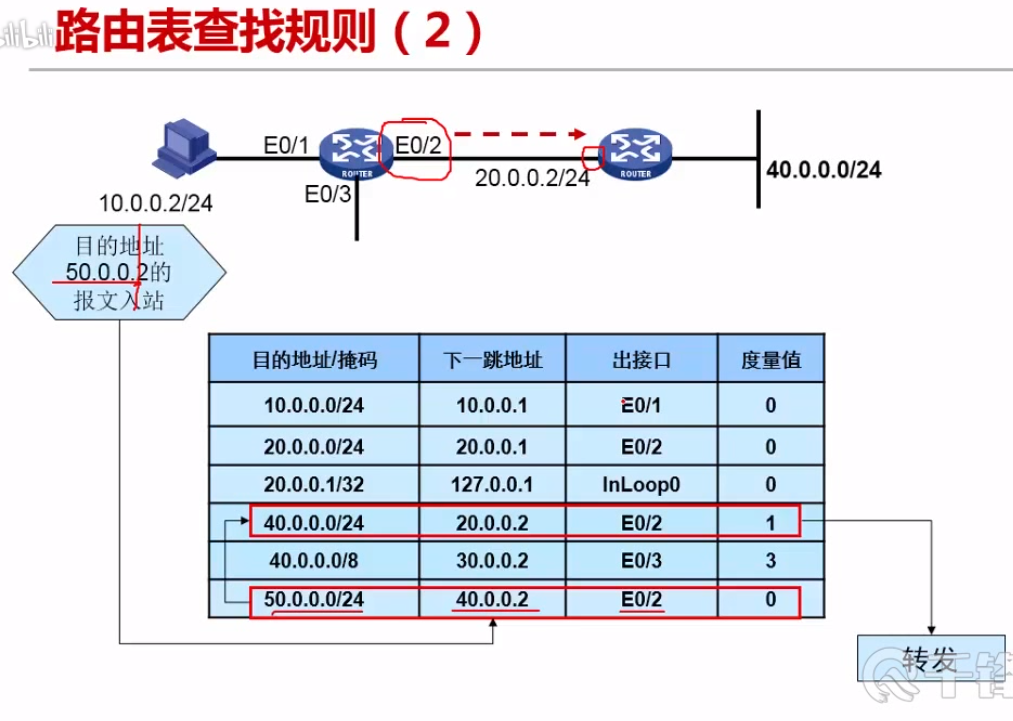 bilibili
路由表查找规则（2）
E0/1
ROUTER
E0/2
ROUTER
E0/3
20.0.0.2/24
40.0.0.0/24
10.0.0.2/24
目的地址
50.0.0.2的
报文入站
目的地址/掩码 下一跳地址 出接口 度量值
10.0.0.0/24 10.0.0.1 E0/1 0
20.0.0.0/24 20.0.0.1 E0/2 0
20.0.0.1/32 127.0.0.1 InLoop0 0
40.0.0.0/24 20.0.0.2 E0/2 1
40.0.0.0/8 30.0.0.2 E0/3 3
50.0.0.0/24 40.0.0.2 E0/2 0
转发
千锋